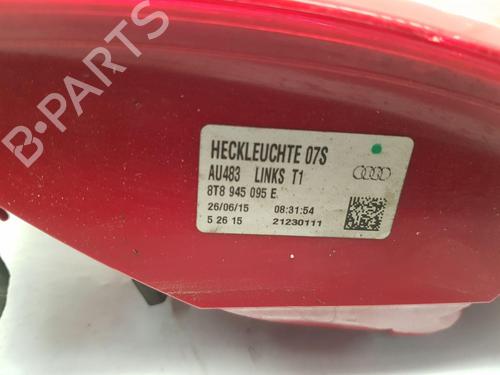 B-Parts
HECKLEUCHTE 07S
AU483 LINKS T1
8T8 945 095 E
26/06/15 08:31:54
5 26 15 21230111